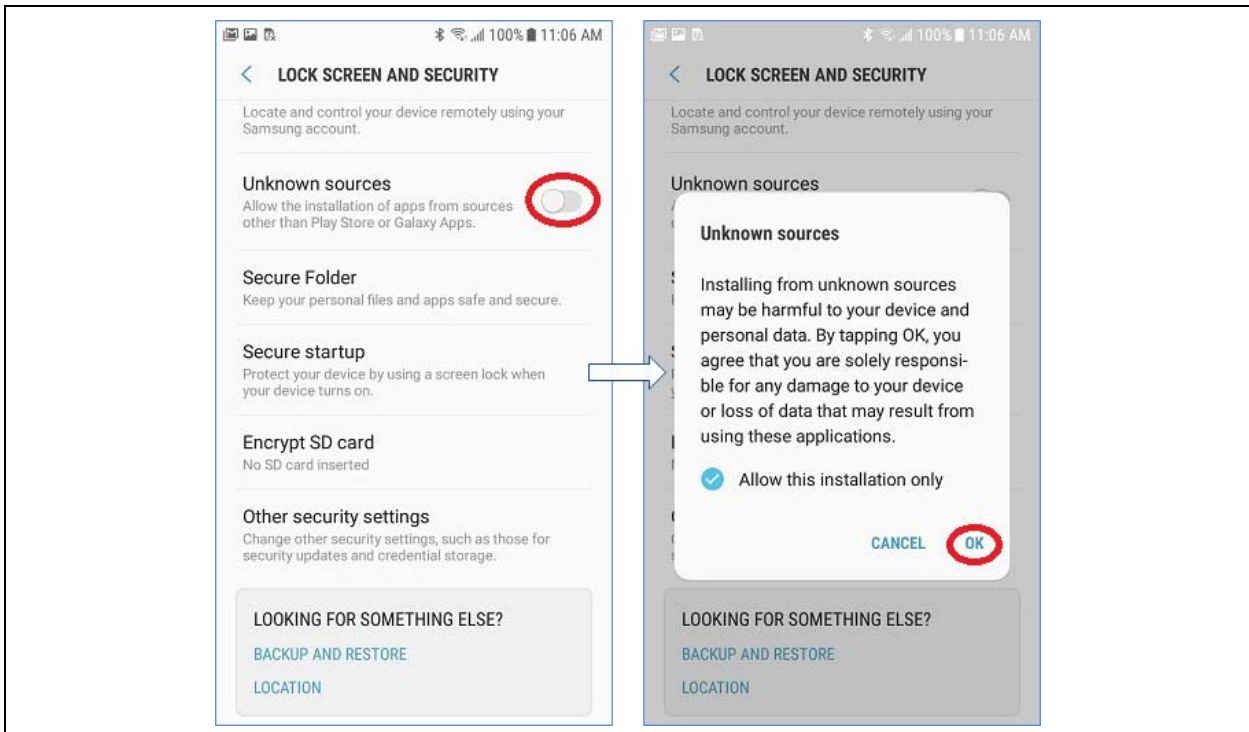 100% 11:06 AM
LOCK SCREEN AND SECURITY
Locate and control your device remotely using your
Samsung account.
Unknown sources
Allow the installation of apps from sources
other than Play Store or Galaxy Apps.
Secure Folder
Keep your personal files and apps safe and secure.
Secure startup
Protect your device by using a screen lock when
your device turns on.
Encrypt SD card
No SD card inserted
Other security settings
Change other security settings, such as those for
security updates and credential storage.
LOOKING FOR SOMETHING ELSE?
BACKUP AND RESTORE
LOCATION
100% 11:06 AM
LOCK SCREEN AND SECURITY
Locate and control your device remotely using your
Samsung account.
Unknown sources
Unknown sources
Installing from unknown sources
may be harmful to your device and
personal data. By tapping OK, you
agree that you are solely responsi-
ble for any damage to your device
or loss of data that may result from
using these applications.
Allow this installation only
CANCEL OK
LOOKING FOR SOMETHING ELSE?
BACKUP AND RESTORE
LOCATION